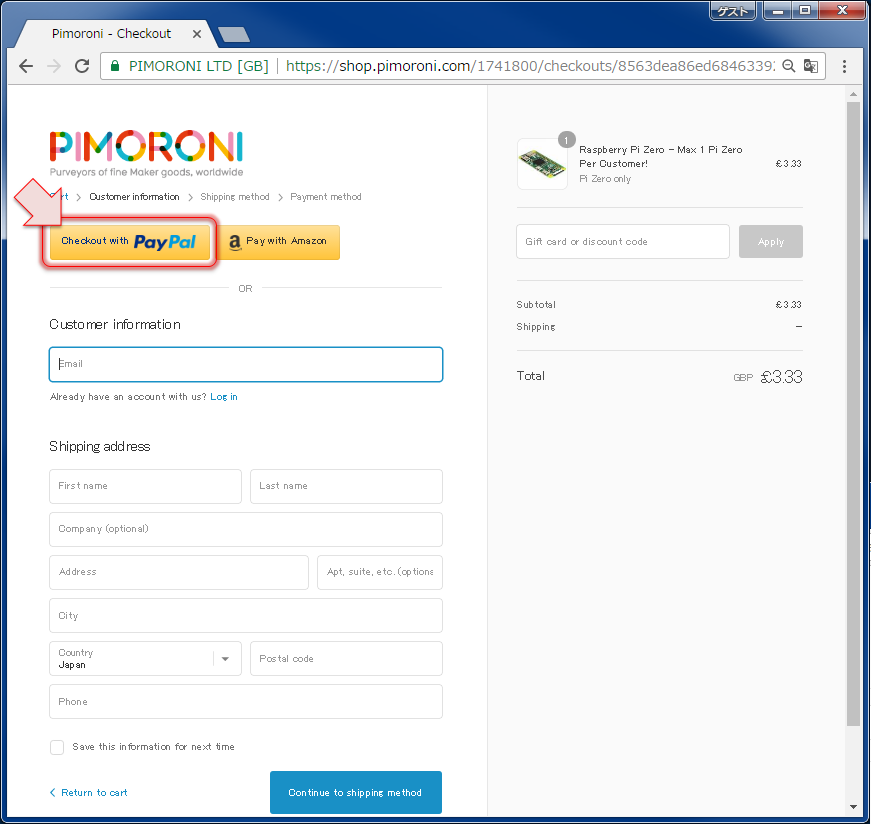 ゲスト
Pimoroni - Checkout
PIMORONI LTD [GB] https://shop.pimoroni.com/1741800/checkouts/8563dea86ed6846339
PIMORONI
Purveyors of fine Maker goods, worldwide
rt > Customer information > Shipping method > Payment method
Checkout with PayPal
a Pay with Amazon
OR
Customer information
Email
Already have an account with us? Log in
Shipping address
First name
Last name
Company (optional)
Address
Apt, suite, etc. (optiona
City
Country
Japan
Postal code
Phone
Save this information for next time
< Return to cart
Continue to shipping method
1
Raspberry Pi Zero – Max 1 Pi Zero
Per Customer!
£3.33
Pi Zero only
Gift card or discount code
Apply
Subtotal £3.33
Shipping —
Total GBP £3.33